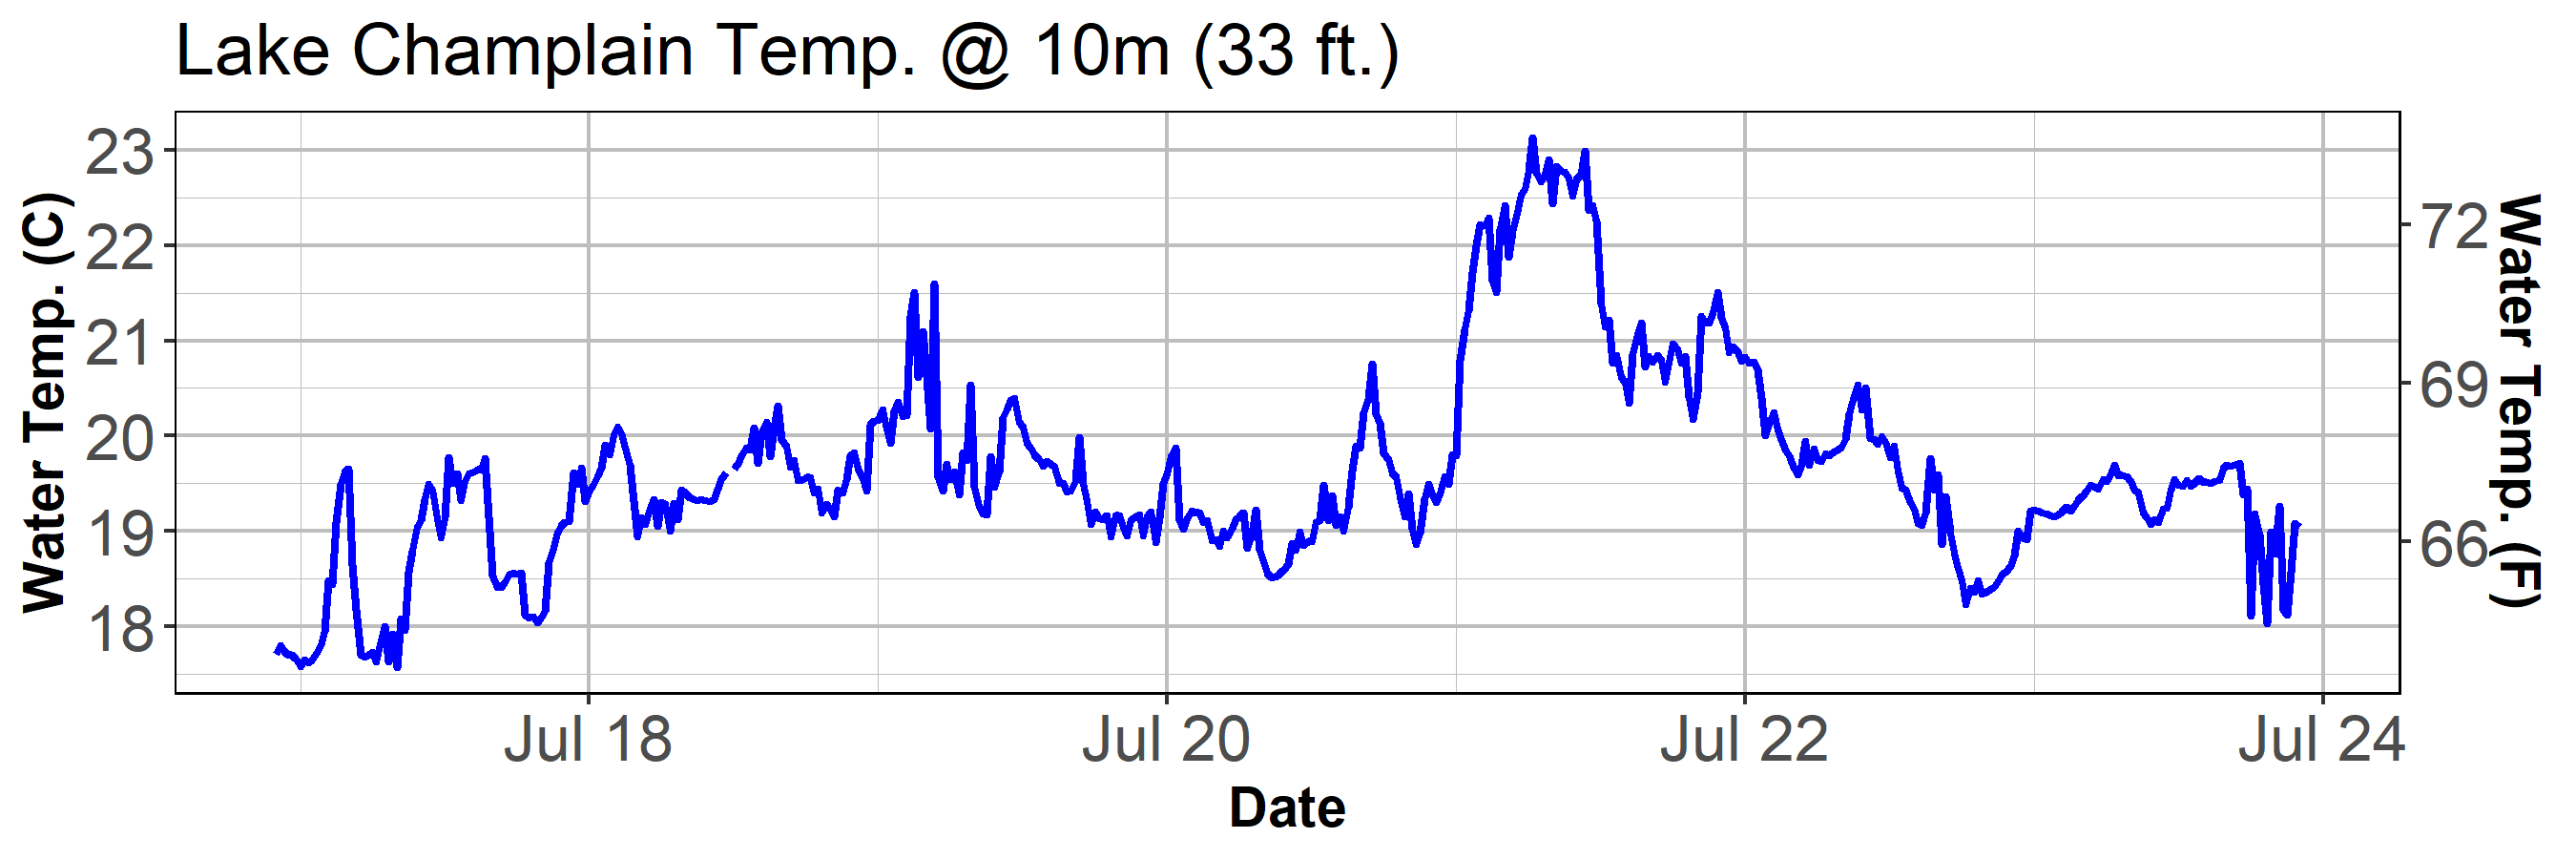 Lake Champlain Temp. @ 10m (33 ft.)
Water Temp. (C)
23
22
21
20
19
18
72
69
66
Water Temp. (F)
Jul 18 Jul 20 Jul 22 Jul 24
Date